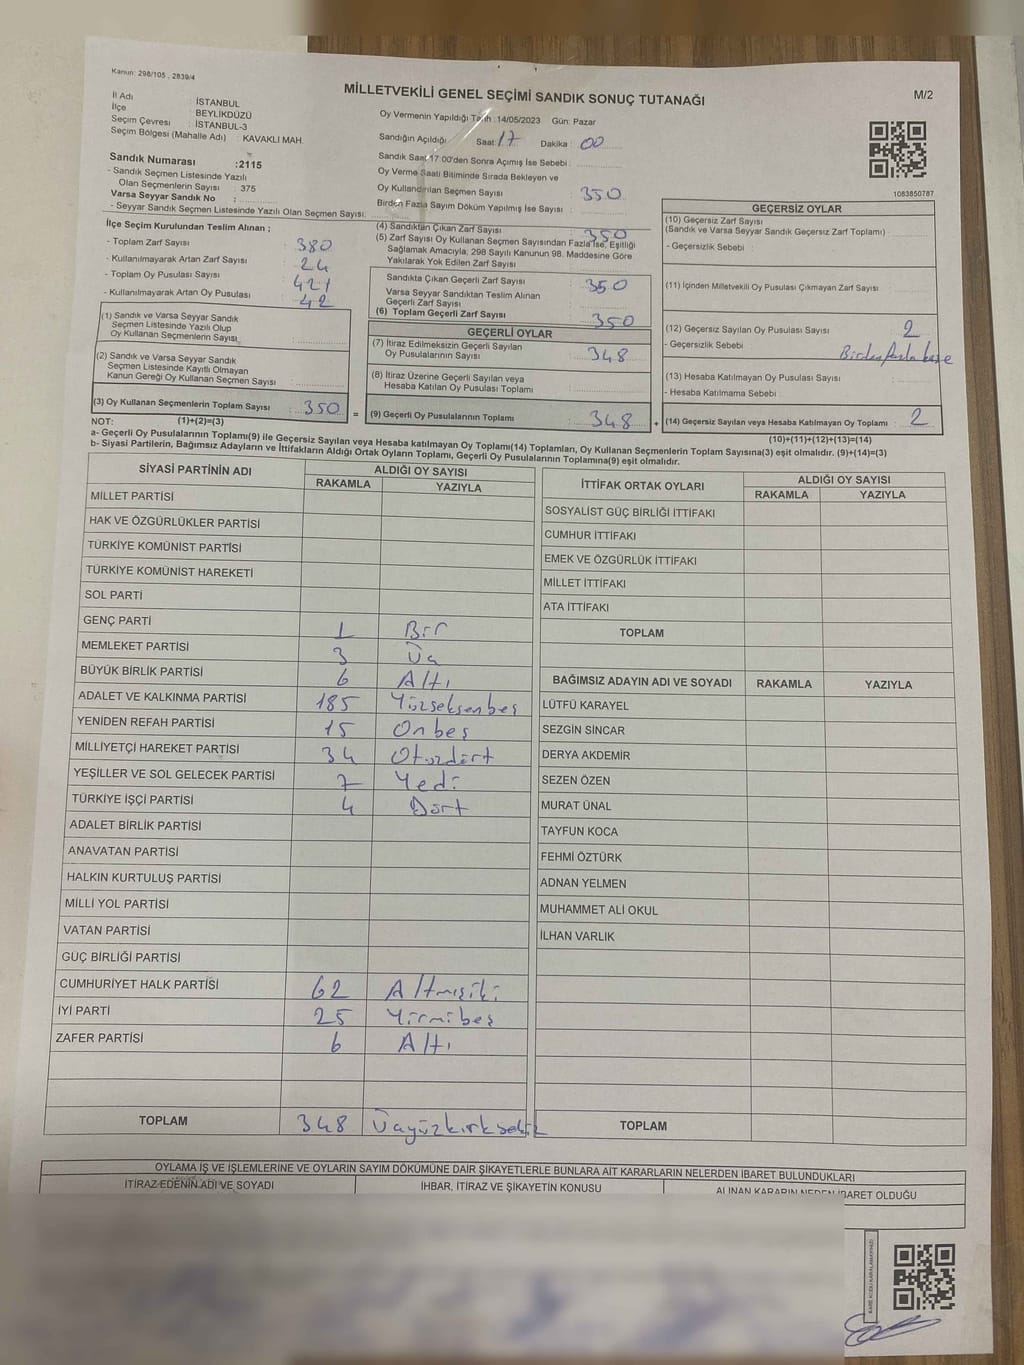 Kanun: 298/105 , 2839/4
MİLLETVEKİLİ GENEL SEÇİMİ SANDIK SONUÇ TUTANAĞI
M/2
İl Adı : İSTANBUL
İlçe : BEYLİKDÜZÜ
Seçim Çevresi : İSTANBUL-3
Seçim Bölgesi (Mahalle Adı) : KAVAKLI MAH.
Sandık Numarası :2115
- Sandık Seçmen Listesinde Yazılı
Olan Seçmenlerin Sayısı : 375
Varsa Seyyar Sandık No :
- Seyyar Sandık Seçmen Listesinde Yazılı Olan Seçmen Sayısı:
Oy Vermenin Yapıldığı Tarih :14/05/2023 Gün: Pazar
Sandığın Açıldığı Saat: 17 Dakika : 00
Sandık Saat 17:00'den Sonra Açımış İse Sebebi :
Oy Verme Saati Bitiminde Sırada Bekleyen ve
Oy Kullandırılan Seçmen Sayısı : 350
Birden Fazla Sayım Döküm Yapılmış İse Sayısı :
1083850787
İlçe Seçim Kurulundan Teslim Alınan ;
- Toplam Zarf Sayısı : 380
- Kullanılmayarak Artan Zarf Sayısı : 24
- Toplam Oy Pusulası Sayısı : 421
- Kullanılmayarak Artan Oy Pusulası : 42
(1) Sandık ve Varsa Seyyar Sandık
Seçmen Listesinde Yazılı Olup
Oy Kullanan Seçmenlerin Sayısı
(2) Sandık ve Varsa Seyyar Sandık
Seçmen Listesinde Kayıtlı Olmayan
Kanun Gereği Oy Kullanan Seçmen Sayısı :
(3) Oy Kullanan Seçmenlerin Toplam Sayısı : 350 =
(4) Sandıktan Çıkan Zarf Sayısı : 350
(5) Zarf Sayısı Oy Kullanan Seçmen Sayısından Fazla İse, Eşitliği
Sağlamak Amacıyla, 298 Sayılı Kanunun 98. Maddesine Göre
Yakılarak Yok Edilen Zarf Sayısı :
Sandıkta Çıkan Geçerli Zarf Sayısı : 350
Varsa Seyyar Sandıktan Teslim Alınan
Geçerli Zarf Sayısı :
(6) Toplam Geçerli Zarf Sayısı : 350
GEÇERLİ OYLAR
(7) İtiraz Edilmeksizin Geçerli Sayılan
Oy Pusulalarının Sayısı : 348
(8) İtiraz Üzerine Geçerli Sayılan veya
Hesaba Katılan Oy Pusulası Toplamı :
(9) Geçerli Oy Pusulalarının Toplamı : 348 +
GEÇERSİZ OYLAR
(10) Geçersiz Zarf Sayısı
(Sandık ve Varsa Seyyar Sandık Geçersiz Zarf Toplamı) :
- Geçersizlik Sebebi :
(11) İçinden Milletvekili Oy Pusulası Çıkmayan Zarf Sayısı :
(12) Geçersiz Sayılan Oy Pusulası Sayısı : 2
- Geçersizlik Sebebi :
(13) Hesaba Katılmayan Oy Pusulası Sayısı :
- Hesaba Katılmama Sebebi :
(14) Geçersiz Sayılan veya Hesaba Katılmayan Oy Toplamı : 2
NOT: (1)+(2)=(3)
(10)+(11)+(12)+(13)=(14)
a- Geçerli Oy Pusulalarının Toplamı(9) ile Geçersiz Sayılan veya Hesaba katılmayan Oy Toplamı(14) Toplamları, Oy Kullanan Seçmenlerin Toplam Sayısına(3) eşit olmalıdır. (9)+(14)=(3)
b- Siyasi Partilerin, Bağımsız Adayların ve İttifakların Aldığı Ortak Oyların Toplamı, Geçerli Oy Pusulalarının Toplamına(9) eşit olmalıdır.
SİYASİ PARTİNİN ADI ALDIĞI OY SAYISI
RAKAMLA YAZIYLA
MİLLET PARTİSİ
HAK VE ÖZGÜRLÜKLER PARTİSİ
TÜRKİYE KOMÜNİST PARTİSİ
TÜRKİYE KOMÜNİST HAREKETİ
SOL PARTİ
GENÇ PARTİ 1 Bir
MEMLEKET PARTİSİ 3 Üç
BÜYÜK BİRLİK PARTİSİ 6 Altı
ADALET VE KALKINMA PARTİSİ 185 Yüzseksenbeş
YENİDEN REFAH PARTİSİ 15 Onbeş
MİLLİYETÇİ HAREKET PARTİSİ 34 Otuzdört
YEŞİLLER VE SOL GELECEK PARTİSİ 7 Yedi
TÜRKİYE İŞÇİ PARTİSİ 4 Dört
ADALET BİRLİK PARTİSİ
ANAVATAN PARTİSİ
HALKIN KURTULUŞ PARTİSİ
MİLLİ YOL PARTİSİ
VATAN PARTİSİ
GÜÇ BİRLİĞİ PARTİSİ
CUMHURİYET HALK PARTİSİ 62 Altmışiki
İYİ PARTİ 25 Yirmibeş
ZAFER PARTİSİ 6 Altı
TOPLAM 348 Üçyüzkırksekiz
İTTİFAK ORTAK OYLARI ALDIĞI OY SAYISI
RAKAMLA YAZIYLA
SOSYALİST GÜÇ BİRLİĞİ İTTİFAKI
CUMHUR İTTİFAKI
EMEK VE ÖZGÜRLÜK İTTİFAKI
MİLLET İTTİFAKI
ATA İTTİFAKI
TOPLAM
BAĞIMSIZ ADAYIN ADI VE SOYADI RAKAMLA YAZIYLA
LÜTFÜ KARAYEL
SEZGİN SİNCAR
DERYA AKDEMİR
SEZEN ÖZEN
MURAT ÜNAL
TAYFUN KOCA
FEHMİ ÖZTÜRK
ADNAN YELMEN
MUHAMMET ALİ OKUL
İLHAN VARLIK
TOPLAM
OYLAMA İŞ VE İŞLEMLERİNE VE OYLARIN SAYIM DÖKÜMÜNE DAİR ŞİKAYETLERLE BUNLARA AİT KARARLARIN NELERDEN İBARET BULUNDUKLARI
İTİRAZ EDENİN ADI VE SOYADI İHBAR, İTİRAZ VE ŞİKAYETİN KONUSU ALINAN KARARIN NEDEN İBARET OLDUĞU